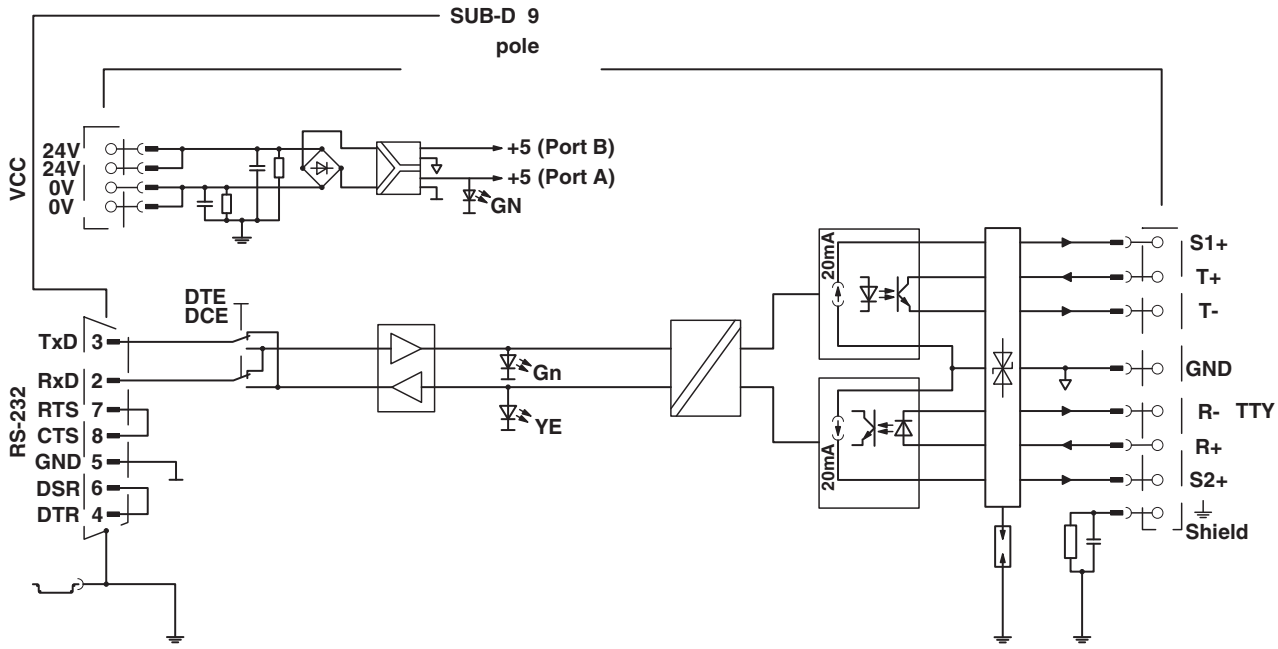 SUB-D 9
pole
VCC
24V
24V
0V
0V
+5 (Port B)
+5 (Port A)
GN
DTE
DCE
RS-232
TxD 3
RxD 2
RTS 7
CTS 8
GND 5
DSR 6
DTR 4
Gn
YE
20mA
20mA
S1+
T+
T-
GND
R- TTY
R+
S2+
Shield